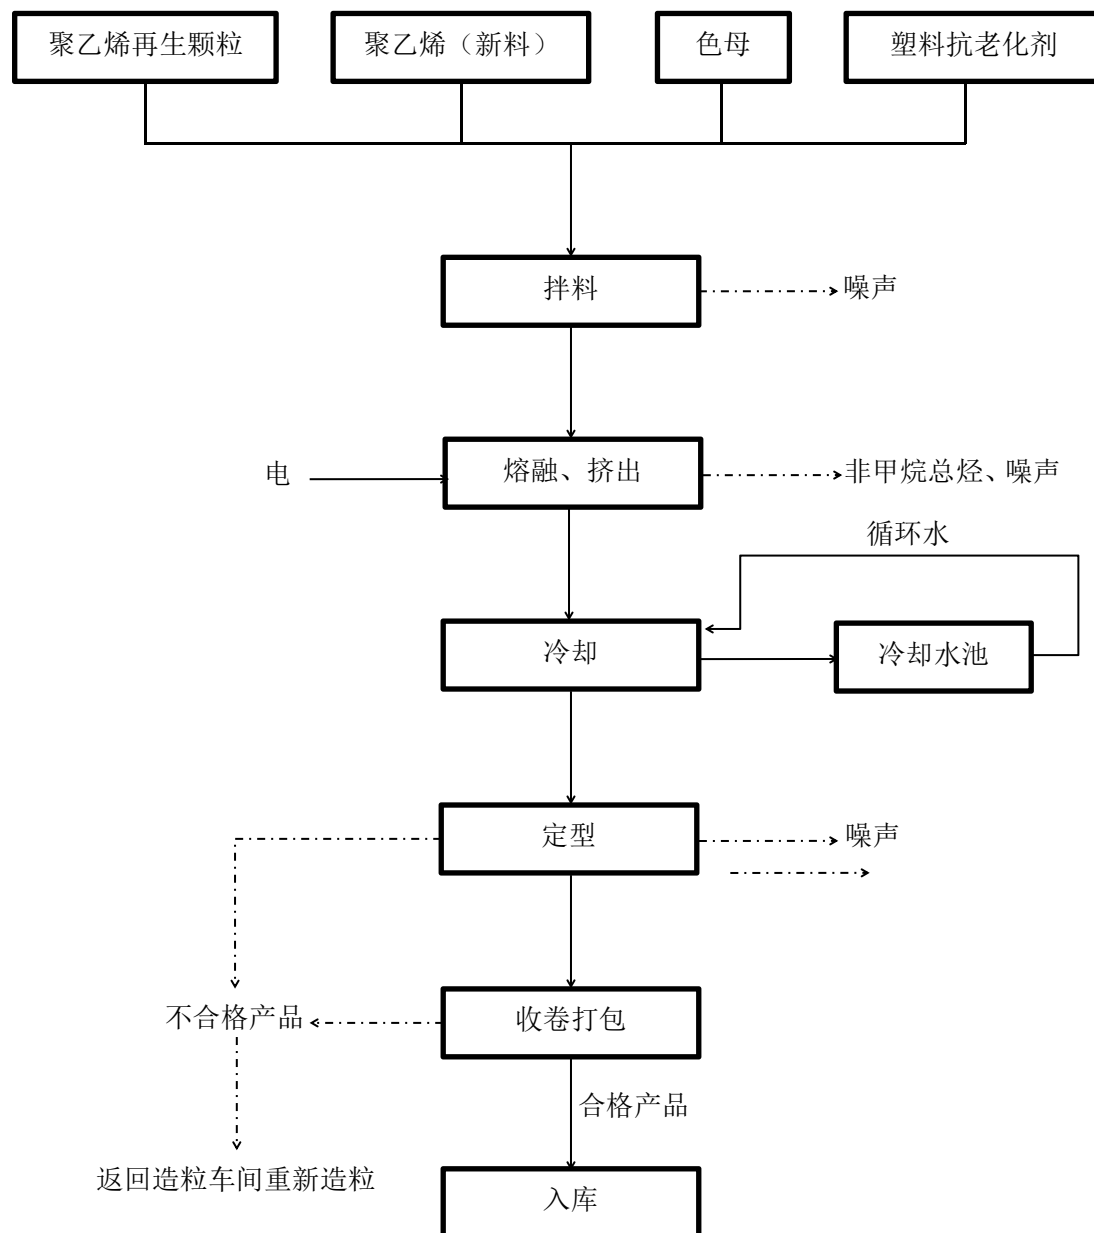 聚乙烯再生颗粒
聚乙烯（新料）
色母
塑料抗老化剂
拌料
噪声
电
熔融、挤出
非甲烷总烃、噪声
循环水
冷却
冷却水池
定型
噪声
不合格产品
收卷打包
合格产品
返回造粒车间重新造粒
入库